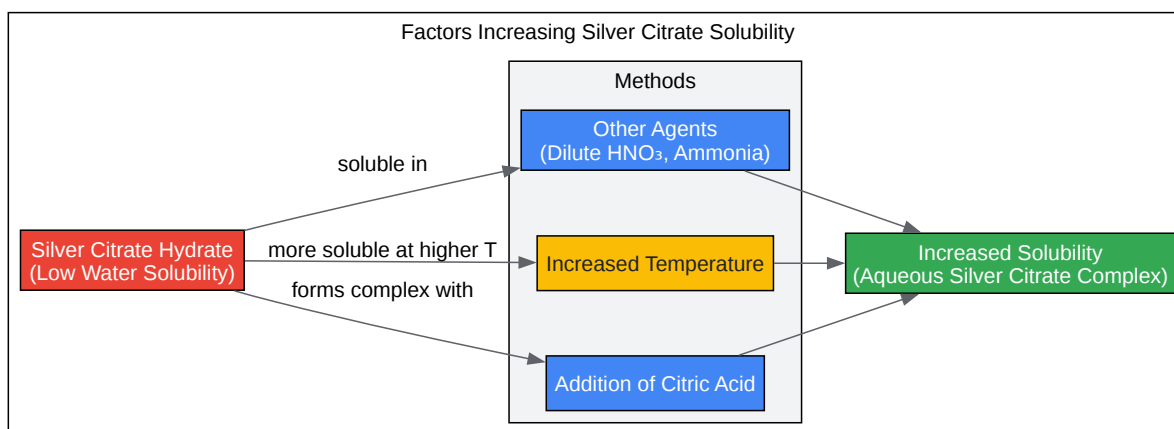 Factors Increasing Silver Citrate Solubility
Methods
Other Agents
(Dilute HNO₃, Ammonia)
soluble in
Silver Citrate Hydrate
(Low Water Solubility)
more soluble at higher T
Increased Temperature
Increased Solubility
(Aqueous Silver Citrate Complex)
forms complex with
Addition of Citric Acid